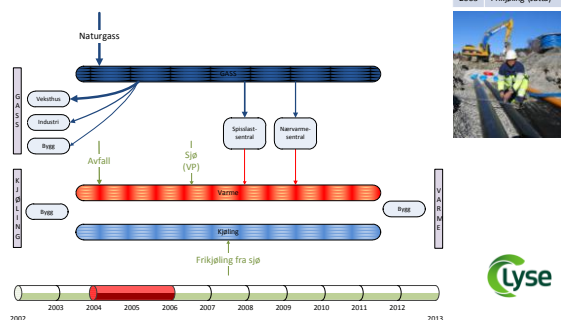 Frikjøling
Naturgass
GASS
GASS
Veksthus
Industri
Bygg
Spisslast-
sentral
Nærvarme-
sentral
Avfall
Sjø
(VP)
KJØLING
Varme
VARME
Bygg
Bygg
Kjøling
Frikjøling fra sjø
2002
2003
2004
2005
2006
2007
2008
2009
2010
2011
2012
2013
Lyse